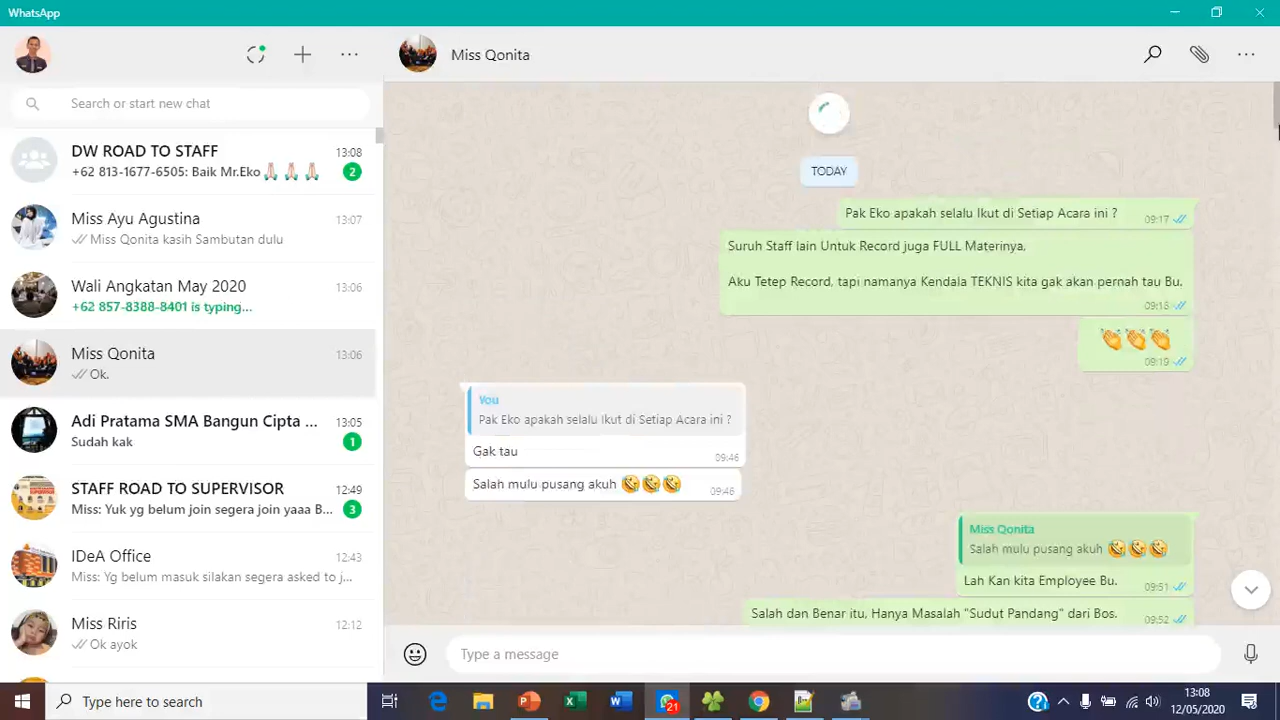 WhatsApp
Search or start new chat
DW ROAD TO STAFF
13:08
+62 813-1677-6505: Baik Mr.Eko🙏🏻 🙏🏻 🙏🏻
2
Miss Ayu Agustina
13:07
Miss Qonita kasih Sambutan dulu
Wali Angkatan May 2020
13:06
+62 857-8388-8401 is typing...
Miss Qonita
13:06
Ok.
Adi Pratama SMA Bangun Cipta ...
13:05
Sudah kak
1
STAFF ROAD TO SUPERVISOR
12:49
Miss: Yuk yg belum join segera join yaaa B...
3
IDeA Office
12:43
Miss: Yg belum masuk silakan segera asked to j...
Miss Riris
12:12
Ok ayok
Miss Qonita
TODAY
Pak Eko apakah selalu Ikut di Setiap Acara ini ?
09:17
Suruh Staff lain Untuk Record juga FULL Materinya,
Aku Tetep Record, tapi namanya Kendala TEKNIS kita gak akan pernah tau Bu.
09:18
👏👏👏
09:19
You
Pak Eko apakah selalu Ikut di Setiap Acara ini ?
Gak tau
09:46
Salah mulu pusang akuh 🤣🤣🤣
09:46
Miss Qonita
Salah mulu pusang akuh 🤣🤣🤣
Lah Kan kita Employee Bu.
09:51
Salah dan Benar itu, Hanya Masalah "Sudut Pandang" dari Bos.
09:52
Type a message
Type here to search
21
13:08
12/05/2020